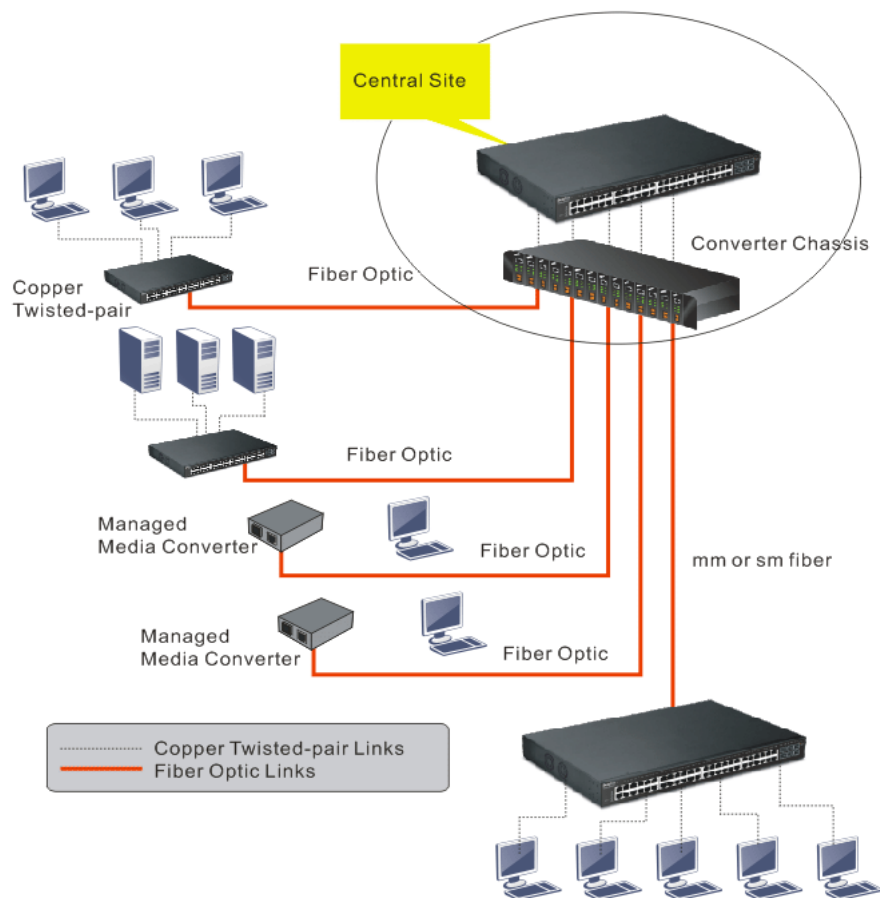 Central Site
Converter Chassis
Fiber Optic
Copper
Twisted-pair
Fiber Optic
Managed
Media Converter
Fiber Optic
mm or sm fiber
Managed
Media Converter
Fiber Optic
Copper Twisted-pair Links
Fiber Optic Links